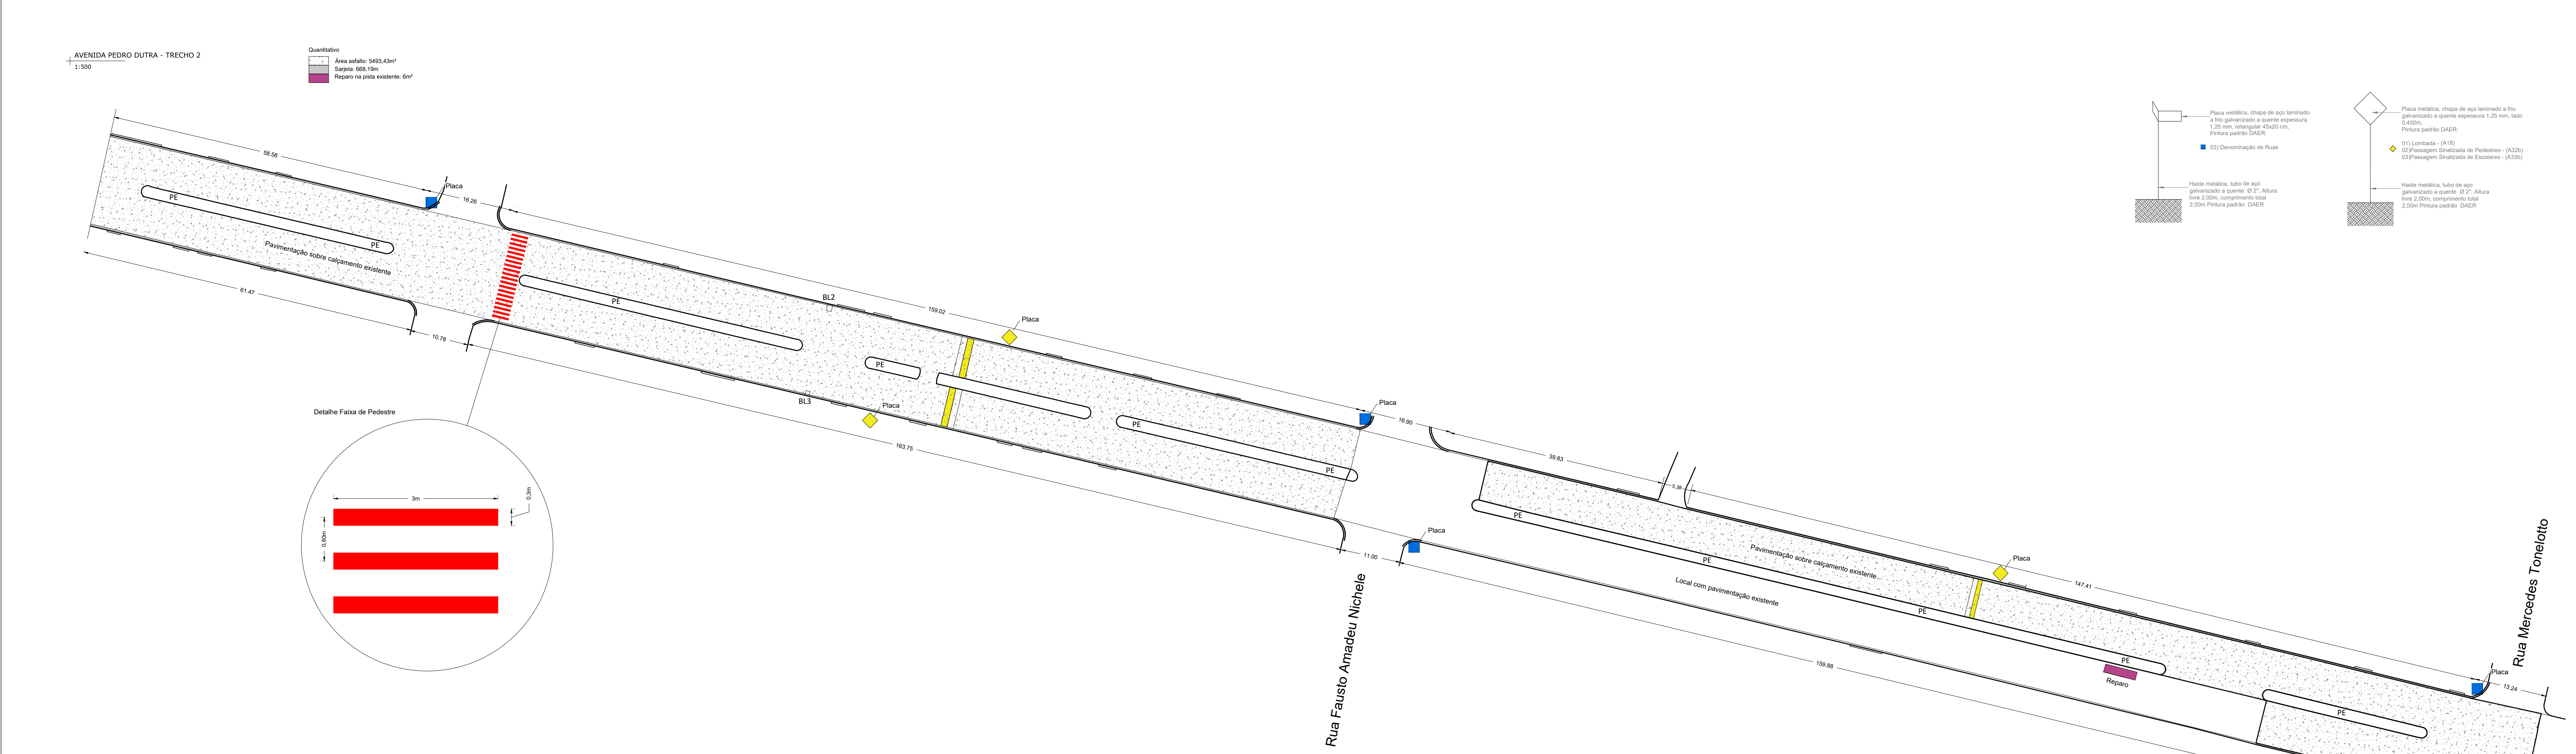 AVENIDA PEDRO DUTRA - TRECHO 2
1:500
Quantitativo
Área asfalto: 5493,43m²
Sarjeta: 668,19m
Reparo na pista existente: 6m²
Placa metálica, chapa de aço laminado
a frio galvanizado a quente espessura
1,25 mm, retangular 45x20 cm,
Pintura padrão DAER.
03) Denominação de Ruas
Haste metálica, tubo de aço
galvanizado a quente Ø 2", Altura
livre 2,00m, comprimento total
2,50m Pintura padrão DAER
Placa metálica, chapa de aço laminado a frio
galvanizado a quente espessura 1,25 mm, lado
0,450m,
Pintura padrão DAER.
01) Lombada - (A18)
02)Passagem Sinalizada de Pedestres - (A32b)
03)Passagem Sinalizada de Escolares - (A33b)
Haste metálica, tubo de aço
galvanizado a quente Ø 2", Altura
livre 2,00m, comprimento total
2,50m Pintura padrão DAER
58.58
Placa
16.26
PE
PE
Pavimentação sobre calçamento existente
61.47
10.78
PE
BL2
159.02
Placa
PE
BL3
Placa
163.75
PE
PE
Placa
16.90
39.83
5.38
Placa
11.00
PE
Pavimentação sobre calçamento existente
PE
Local com pavimentação existente
PE
Placa
147.41
159.88
PE
Reparo
PE
Placa
13.24
Rua Fausto Amadeu Nichele
Rua Mercedes Tonelotto
Detalhe Faixa de Pedestre
3m
0,3m
0,80m